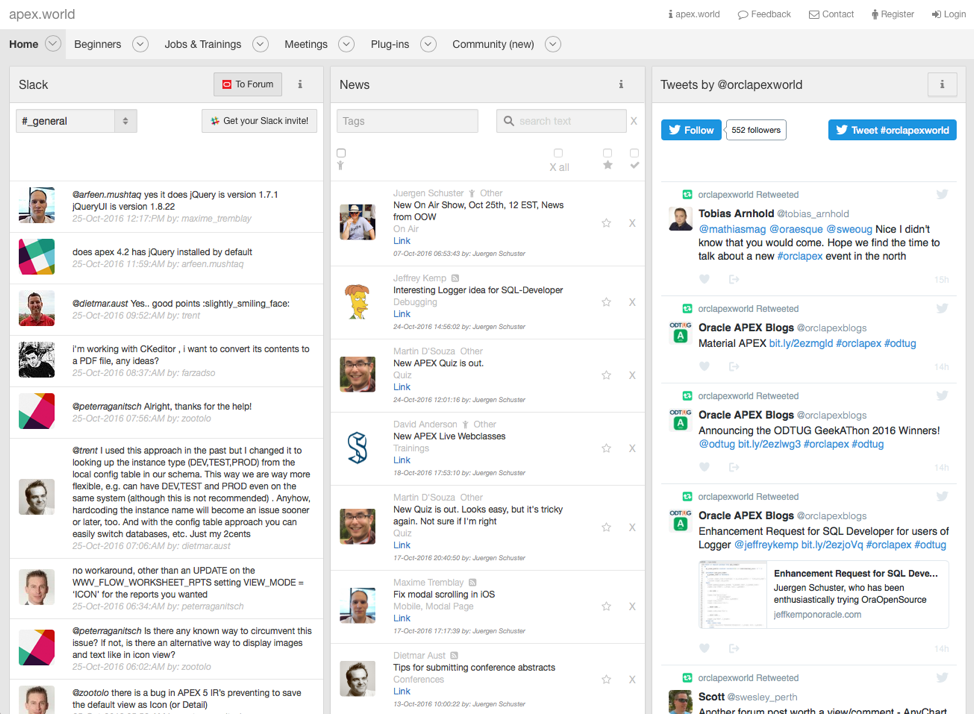 apex.world
apex.world
Feedback
Contact
Register
Login
Home
Beginners
Jobs & Trainings
Meetings
Plug-ins
Community (new)
Slack
To Forum
#_general
Get your Slack invite!
@arfeen.mushtaq yes it does jQuery is version 1.7.1
jQueryUI is version 1.8.22
25-Oct-2016 12:17:PM by: maxime_tremblay
does apex 4.2 has jQuery installed by default
25-Oct-2016 11:59:AM by: arfeen.mushtaq
@dietmar.aust Yes.. good points :slightly_smiling_face:
25-Oct-2016 09:52:AM by: trent
i'm working with CKeditor , i want to convert its contents to
a PDF file, any ideas?
25-Oct-2016 08:37:AM by: farzadso
@peterraganitsch Alright, thanks for the help!
25-Oct-2016 07:56:AM by: zootolo
@trent I used this approach in the past but I changed it to
looking up the instance type (DEV,TEST,PROD) from the
local config table in our schema. This way we are way more
flexible, e.g. can have DEV,TEST and PROD even on the
same system (although this is not recommended) . Anyhow,
hardcoding the instance name will become an issue sooner
or later, too. And with the config table approach you can
easily switch databases, etc. Just my 2cents
25-Oct-2016 07:06:AM by: dietmar.aust
no workaround, other than an UPDATE on the
WWV_FLOW_WORKSHEET_RPTS setting VIEW_MODE =
'ICON' for the reports you wanted
25-Oct-2016 06:34:AM by: peterraganitsch
@peterraganitsch Is there any known way to circumvent this
issue? If not, is there an alternative way to display images
and text like in icon view?
25-Oct-2016 06:02:AM by: zootolo
@zootolo there is a bug in APEX 5 IR's preventing to save
the default view as Icon (or Detail)
News
Tags
search text
X
X all
Juergen Schuster Other
New On Air Show, Oct 25th, 12 EST, News
from OOW
On Air
Link
07-Oct-2016 06:53:43 by: Juergen Schuster
X
Jeffrey Kemp
Interesting Logger idea for SQL-Developer
Debugging
Link
24-Oct-2016 14:56:02 by: Juergen Schuster
X
Martin D'Souza Other
New APEX Quiz is out.
Quiz
Link
24-Oct-2016 12:01:16 by: Juergen Schuster
X
David Anderson Other
New APEX Live Webclasses
Trainings
Link
18-Oct-2016 17:53:10 by: Juergen Schuster
X
Martin D'Souza Other
New Quiz is out. Looks easy, but it's tricky
again. Not sure if I'm right
Quiz
Link
17-Oct-2016 20:40:50 by: Juergen Schuster
X
Maxime Tremblay
Fix modal scrolling in iOS
Mobile, Modal Page
Link
17-Oct-2016 17:17:39 by: Juergen Schuster
X
Dietmar Aust
Tips for submitting conference abstracts
Conferences
Link
13-Oct-2016 10:00:22 by: Juergen Schuster
X
Tweets by @orclapexworld
Follow
552 followers
Tweet #orclapexworld
orclapexworld Retweeted
Tobias Arnhold @tobias_arnhold
@mathiasmag @oraesque @sweoug Nice I didn't
know that you would come. Hope we find the time to
talk about a new #orclapex event in the north
15h
orclapexworld Retweeted
ODTUG
A
Oracle APEX Blogs @orclapexblogs
Material APEX bit.ly/2ezmgld #orclapex #odtug
14h
orclapexworld Retweeted
ODTUG
A
Oracle APEX Blogs @orclapexblogs
Announcing the ODTUG GeekAThon 2016 Winners!
@odtug bit.ly/2ezlwg3 #orclapex #odtug
14h
orclapexworld Retweeted
ODTUG
A
Oracle APEX Blogs @orclapexblogs
Enhancement Request for SQL Developer for users of
Logger @jeffreykemp bit.ly/2ezjoVq #orclapex #odtug
Enhancement Request for SQL Deve...
Juergen Schuster, who has been
enthusiastically trying OraOpenSource
jeffkemponoracle.com
14h
orclapexworld Retweeted
Scott @swesley_perth
Another forum post worth a view/comment - AnyChart